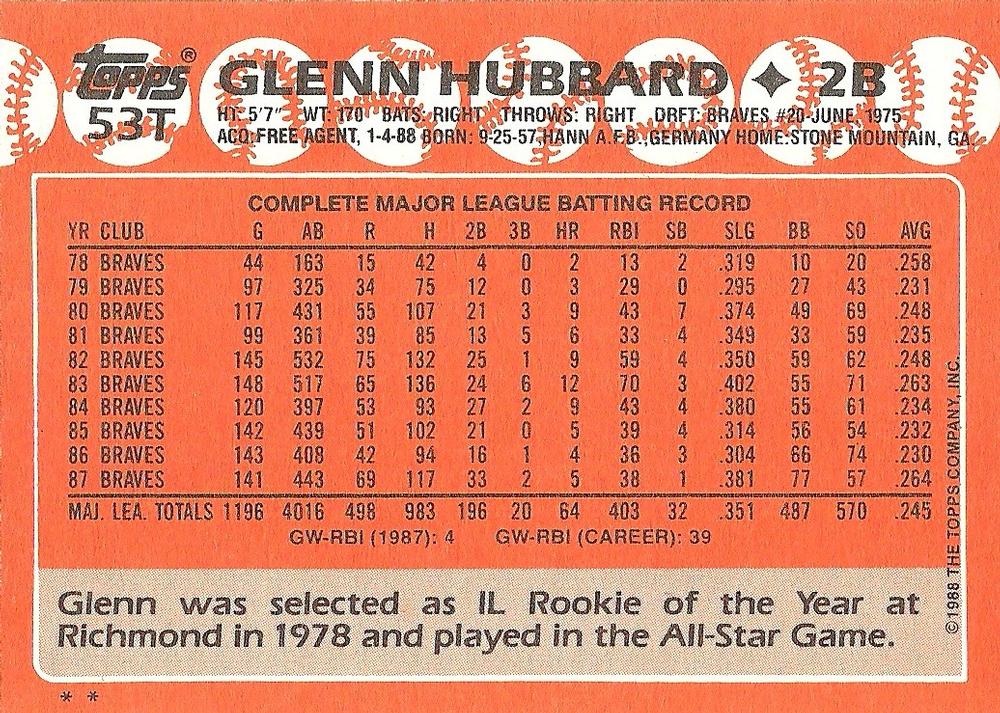 topps® GLENN HUBBARD ✦ 2B
53T
HT: 5'7" WT: 170 BATS: RIGHT THROWS: RIGHT DRFT: BRAVES #20-JUNE, 1975
ACQ: FREE AGENT, 1-4-88 BORN: 9-25-57, HANN A.F.B., GERMANY HOME: STONE MOUNTAIN, GA.
COMPLETE MAJOR LEAGUE BATTING RECORD
YR CLUB G AB R H 2B 3B HR RBI SB SLG BB SO AVG
78 BRAVES 44 163 15 42 4 0 2 13 2 .319 10 20 .258
79 BRAVES 97 325 34 75 12 0 3 29 0 .295 27 43 .231
80 BRAVES 117 431 55 107 21 3 9 43 7 .374 49 69 .248
81 BRAVES 99 361 39 85 13 5 6 33 4 .349 33 59 .235
82 BRAVES 145 532 75 132 25 1 9 59 4 .350 59 62 .248
83 BRAVES 148 517 65 136 24 6 12 70 3 .402 55 71 .263
84 BRAVES 120 397 53 93 27 2 9 43 4 .380 55 61 .234
85 BRAVES 142 439 51 102 21 0 5 39 4 .314 56 54 .232
86 BRAVES 143 408 42 94 16 1 4 36 3 .304 66 74 .230
87 BRAVES 141 443 69 117 33 2 5 38 1 .381 77 57 .264
MAJ. LEA. TOTALS 1196 4016 498 983 196 20 64 403 32 .351 487 570 .245
GW-RBI (1987): 4 GW-RBI (CAREER): 39
Glenn was selected as IL Rookie of the Year at
Richmond in 1978 and played in the All-Star Game.
©1988 THE TOPPS COMPANY, INC.
* *